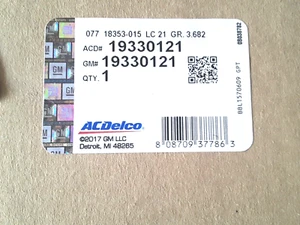 077 18353-015 LC 21 GR. 3.682
ACD# 19330121
GM# 19330121
QTY. 1
ACDelco
©2017 GM LLC
Detroit, MI 48265
8 08709 37786 3
GM